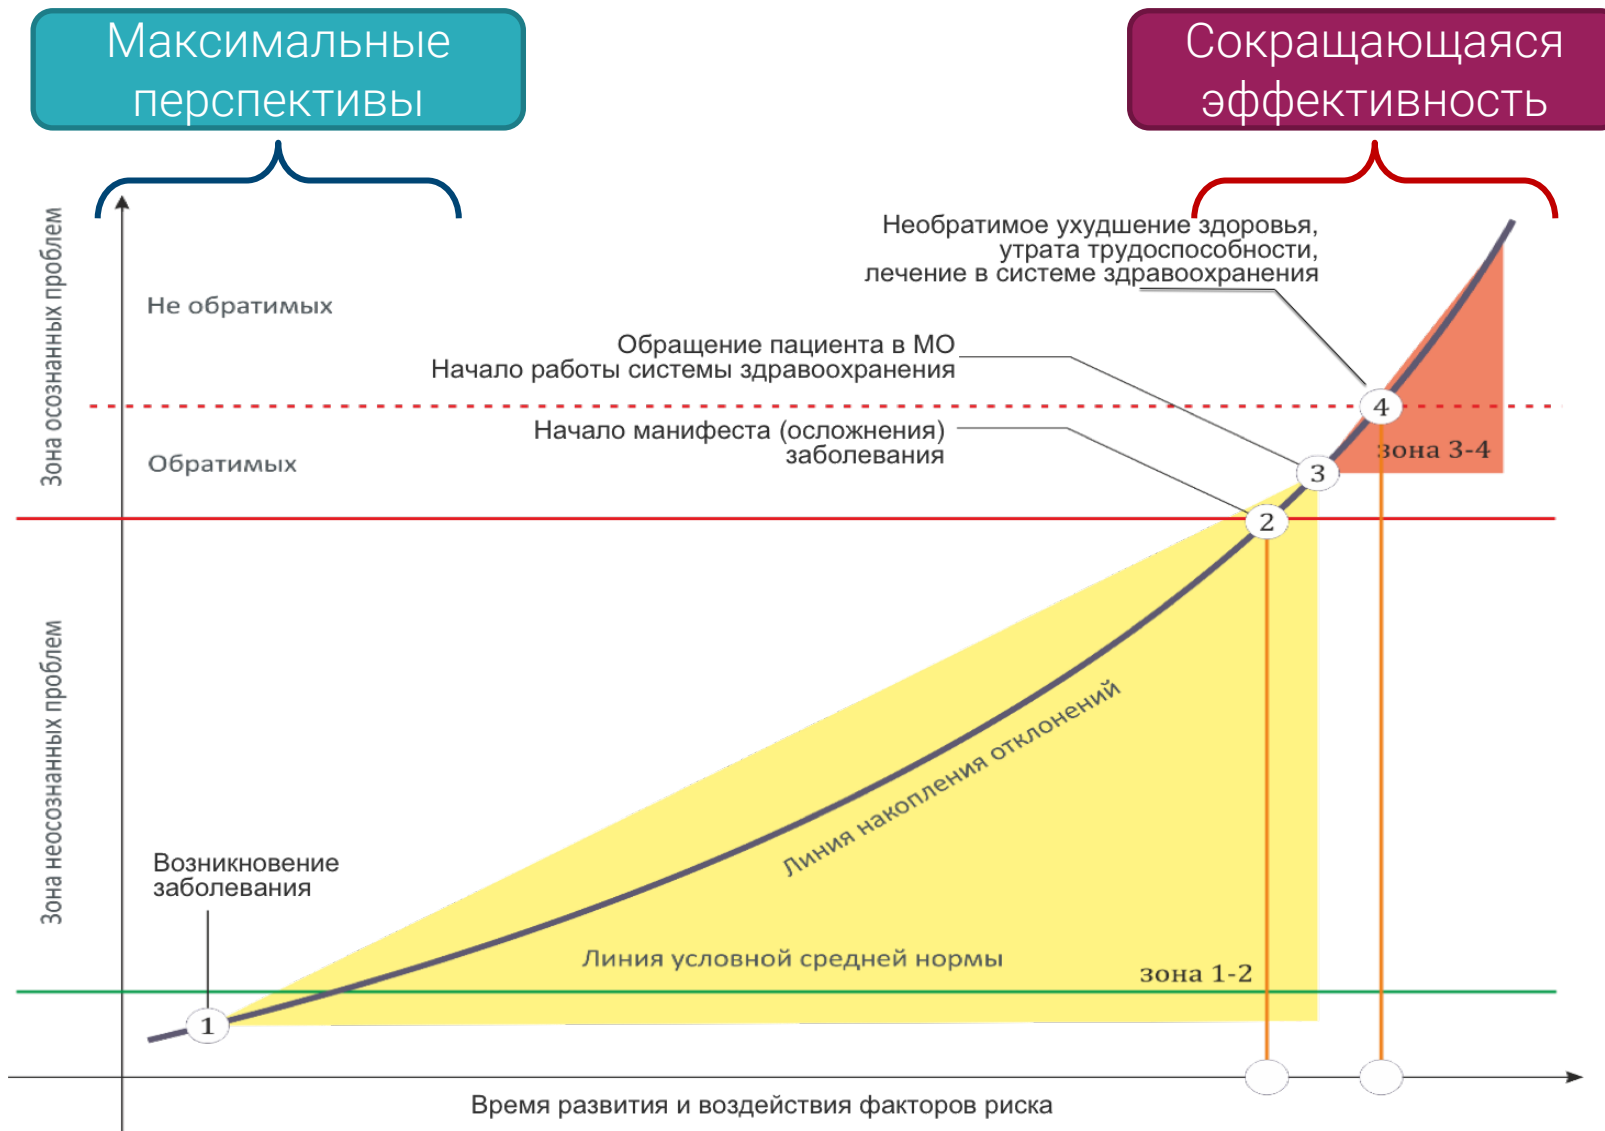 Максимальные
перспективы
Сокращающаяся
эффективность
Зона осознанных проблем
Не обратимых
Необратимое ухудшение здоровья,
утрата трудоспособности,
лечение в системе здравоохранения
Обращение пациента в МО
Начало работы системы здравоохранения
4
Начало манифеста (осложнения)
заболевания
Обратимых
зона 3-4
3
2
Зона неосознанных проблем
Линия накопления отклонений
Возникновение
заболевания
Линия условной средней нормы
зона 1-2
1
Время развития и воздействия факторов риска